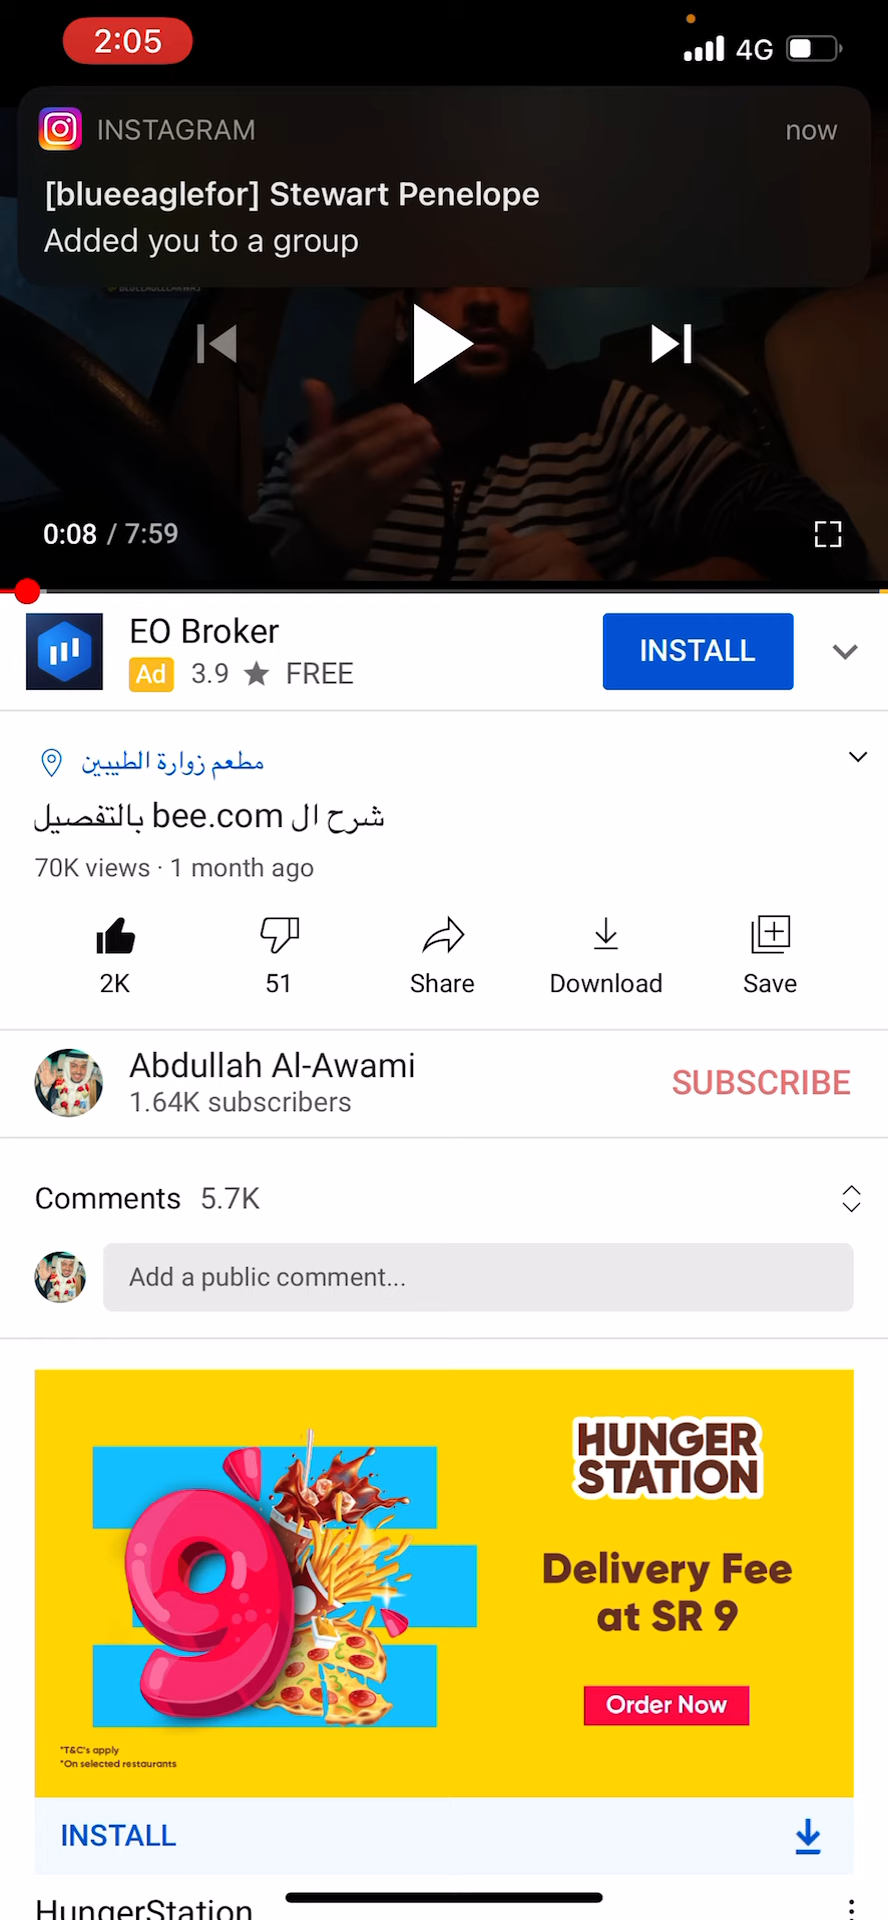 2:05
4G
INSTAGRAM
now
[blueeaglefor] Stewart Penelope
Added you to a group
0:08 / 7:59
EO Broker
Ad 3.9 ★ FREE
INSTALL
مطعم زوارة الطيبين
شرح ال bee.com بالتفصيل
70K views · 1 month ago
2K
51
Share
Download
Save
Abdullah Al-Awami
1.64K subscribers
SUBSCRIBE
Comments 5.7K
Add a public comment...
HUNGER
STATION
Delivery Fee
at SR 9
Order Now
*T&C's apply
*On selected restaurants
INSTALL
HungerStation